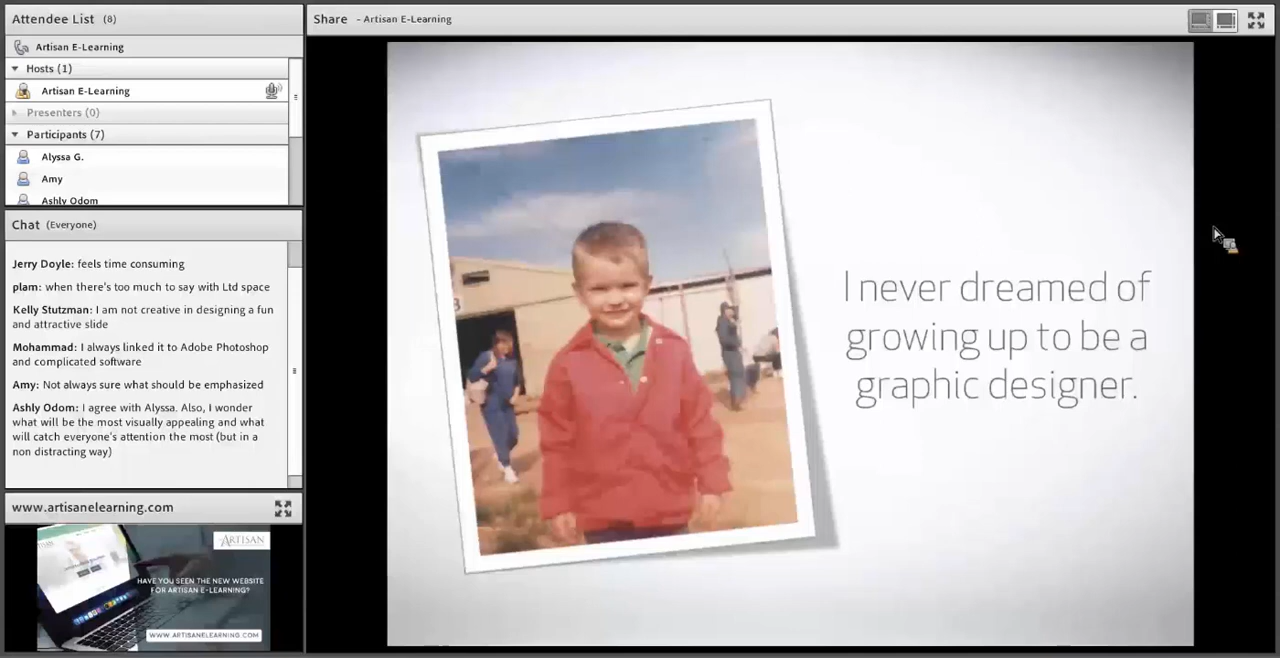 Attendee List (8)
Artisan E-Learning
Hosts (1)
Artisan E-Learning
Presenters (0)
Participants (7)
Alyssa G.
Amy
Ashly Odom
Chat (Everyone)
Jerry Doyle: feels time consuming
plam: when there's too much to say with Ltd space
Kelly Stutzman: I am not creative in designing a fun
and attractive slide
Mohammad: I always linked it to Adobe Photoshop
and complicated software
Amy: Not always sure what should be emphasized
Ashly Odom: I agree with Alyssa. Also, I wonder
what will be the most visually appealing and what
will catch everyone's attention the most (but in a
non distracting way)
www.artisanelearning.com
ARTISAN
HAVE YOU SEEN THE NEW WEBSITE
FOR ARTISAN E-LEARNING?
WWW.ARTISANELEARNING.COM
Share - Artisan E-Learning
I never dreamed of
growing up to be a
graphic designer.